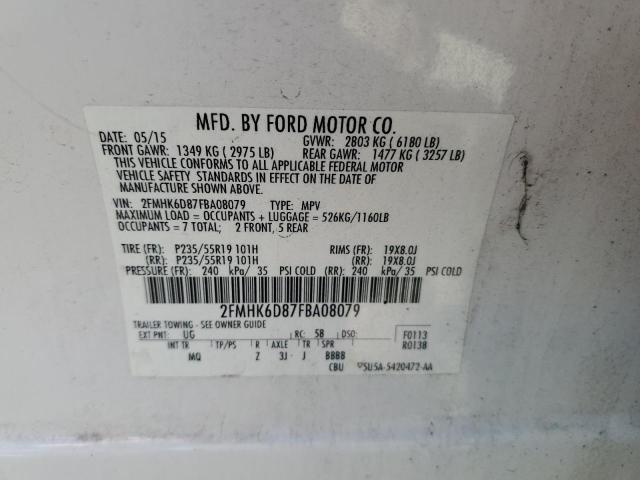 MFD. BY FORD MOTOR CO.
DATE: 05/15 GVWR: 2803 KG ( 6180 LB)
FRONT GAWR: 1349 KG ( 2975 LB) REAR GAWR: 1477 KG ( 3257 LB)
THIS VEHICLE CONFORMS TO ALL APPLICABLE FEDERAL MOTOR
VEHICLE SAFETY STANDARDS IN EFFECT ON THE DATE OF
MANUFACTURE SHOWN ABOVE.
VIN: 2FMHK6D87FBA08079 TYPE: MPV
MAXIMUM LOAD = OCCUPANTS + LUGGAGE = 526KG/1160LB
OCCUPANTS = 7 TOTAL; 2 FRONT, 5 REAR
TIRE (FR): P235/55R19 101H RIMS (FR): 19X8.0J
(RR): P235/55R19 101H (RR): 19X8.0J
PRESSURE (FR): 240 kPa/ 35 PSI COLD (RR): 240 kPa/ 35 PSI COLD
2FMHK6D87FBA08079
TRAILER TOWING - SEE OWNER GUIDE
EXT PNT: UG RC: 58 DSO: F0113
R0138
INT TR TP/PS R AXLE TR SPR
MQ Z 3J J BBBB
CBU 5U5A-5420472-AA